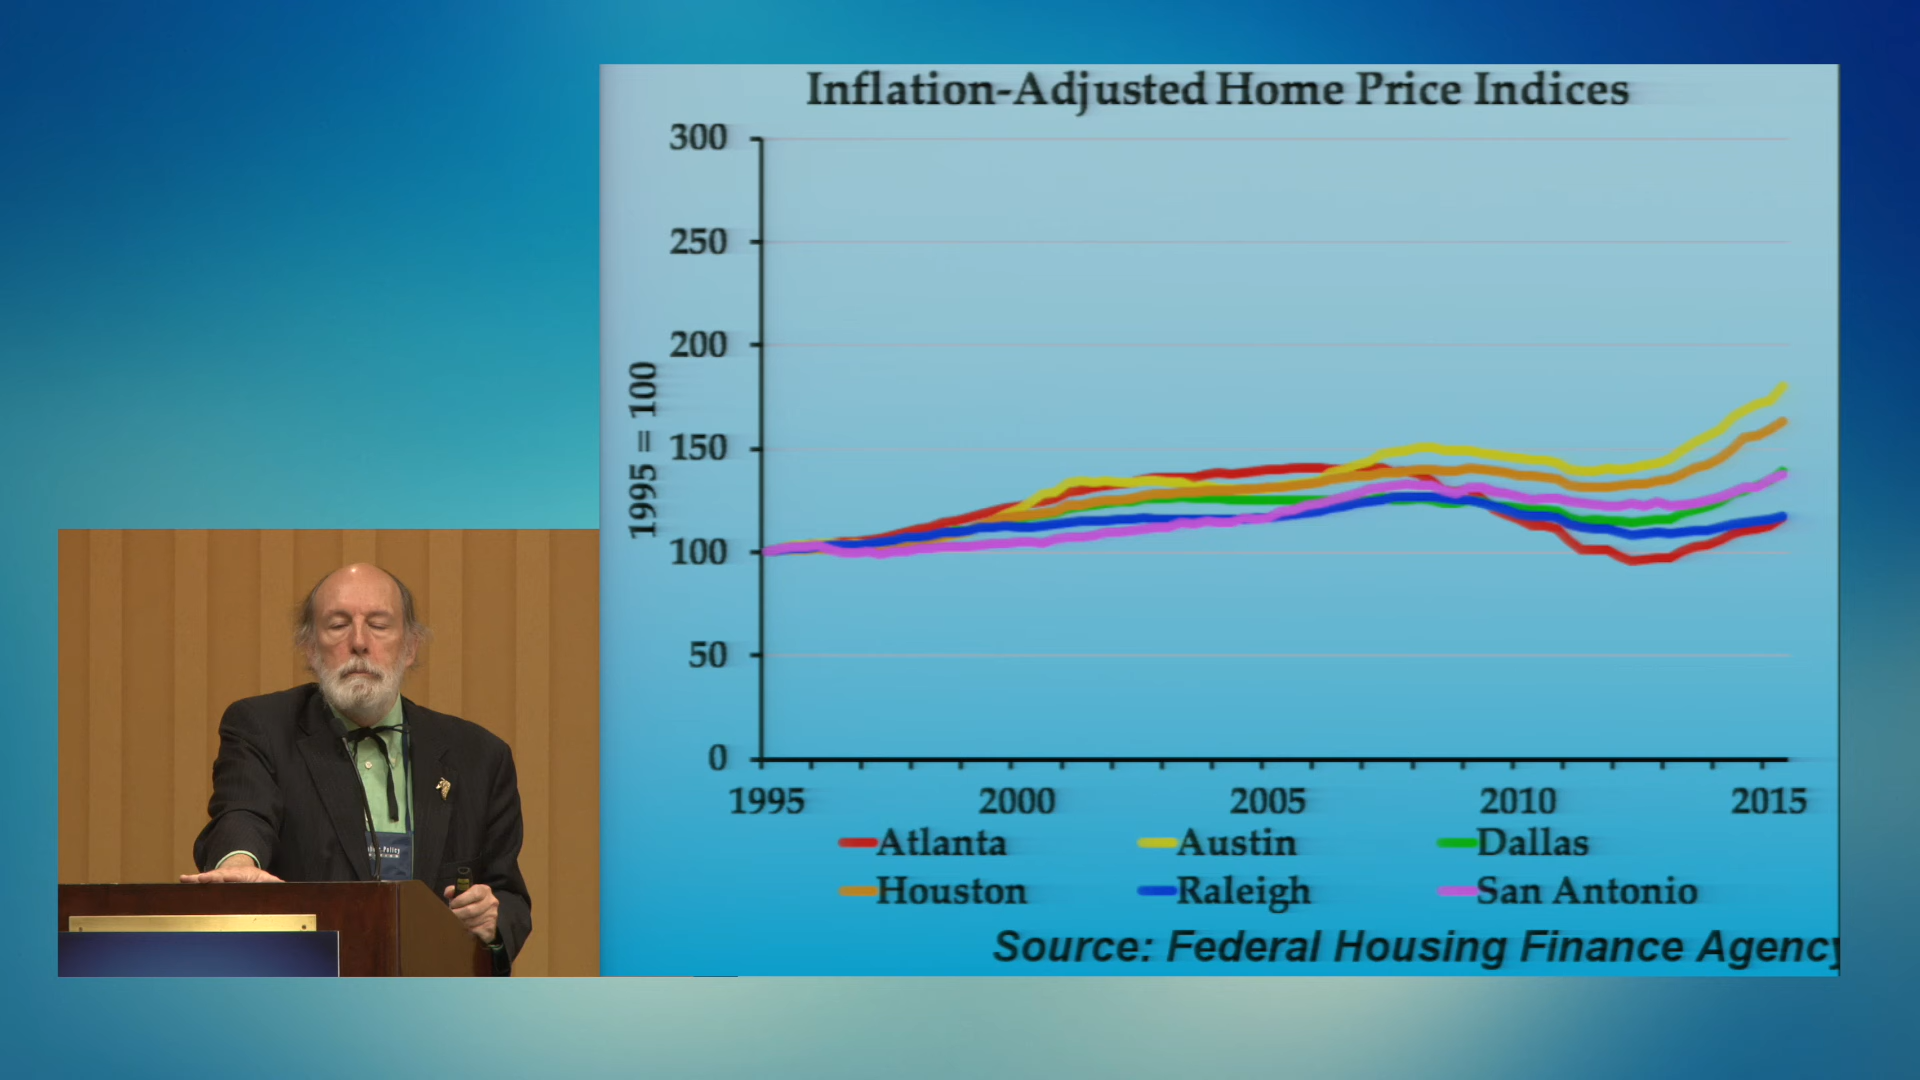 Inflation-Adjusted Home Price Indices
300
250
200
150
100
50
0
1995 = 100
1995 2000 2005 2010 2015
Atlanta Austin Dallas
Houston Raleigh San Antonio
Source: Federal Housing Finance Agency
Policy